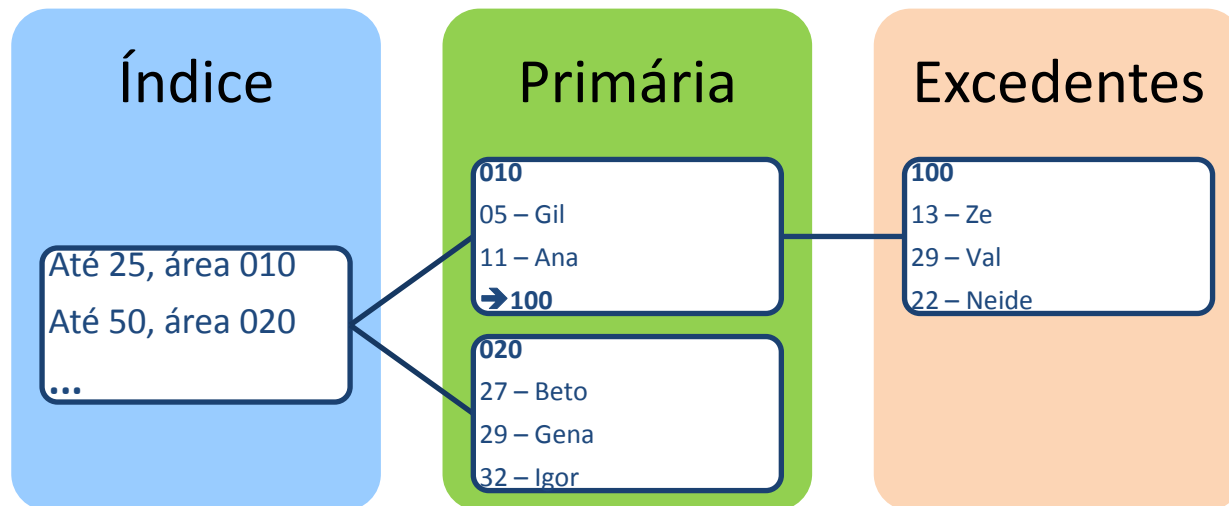 Índice
Até 25, área 010
Até 50, área 020
...
Primária
010
05 – Gil
11 – Ana
➔100
020
27 – Beto
29 – Gena
32 – Igor
Excedentes
100
13 – Ze
29 – Val
22 – Neide